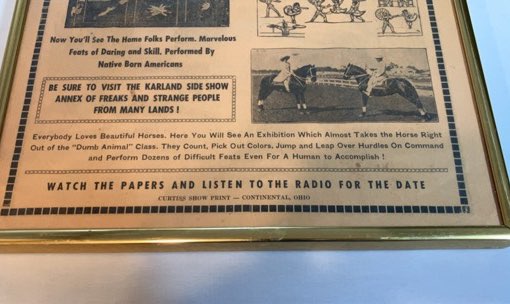 Now You'll See The Home Folks Perform. Marvelous
Feats of Daring and Skill. Performed By
Native Born Americans
BE SURE TO VISIT THE KARLAND SIDE SHOW
ANNEX OF FREAKS AND STRANGE PEOPLE
FROM MANY LANDS !
Everybody Loves Beautiful Horses. Here You Will See An Exhibition Which Almost Takes the Horse Right
Out of the "Dumb Animal" Class. They Count, Pick Out Colors, Jump and Leap Over Hurdles On Command
and Perform Dozens of Difficult Feats Even For A Human to Accomplish !
WATCH THE PAPERS AND LISTEN TO THE RADIO FOR THE DATE
CURTISS SHOW PRINT — CONTINENTAL, OHIO